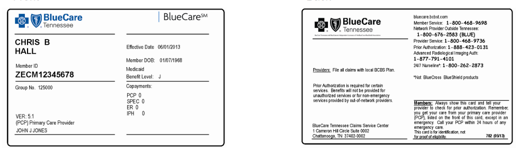 BlueCare
Tennessee
BlueCareSM
CHRIS B
HALL
Member ID
ZECM12345678
Group No. 125000
VER: 5.1
(PCP) Primary Care Provider
JOHN J JONES
Effective Date 06/01/2013
Member DOB: 01/07/1968
Medicaid
Benefit Level: J
Copayments:
PCP 0
SPEC 0
ER 0
IPH 0
BlueCare
Tennessee
Providers: File all claims with local BCBS Plan.
Prior Authorization is required for certain
services. Benefits will not be provided for
unauthorized services or for non-emergency
services provided by out-of-network providers.
BlueCare Tennessee Claims Service Center
1 Cameron Hill Circle Suite 0002
Chattanooga, TN 37402-0002
bluecare.bcbst.com
Member Service: 1-800-468-9698
Network Provider Outside Tennessee:
1-800-676-2583 (BLUE)
Provider Service: 1-800-468-9736
Prior Authorization: 1-888-423-0131
Advanced Radiological Imaging Auth:
1-877-791-4101
24/7 Nurseline*: 1-800-262-2873
*Not BlueCross BlueShield products
Members: Always show this card and tell your
provider to check for prior authorization. Remember
you get care from your primary care provider
(PCP), listed on the front of this card, except in an
emergency. Call your PCP within 24 hours of any
emergency care.
This card is for identification, not
for proof of eligibility.